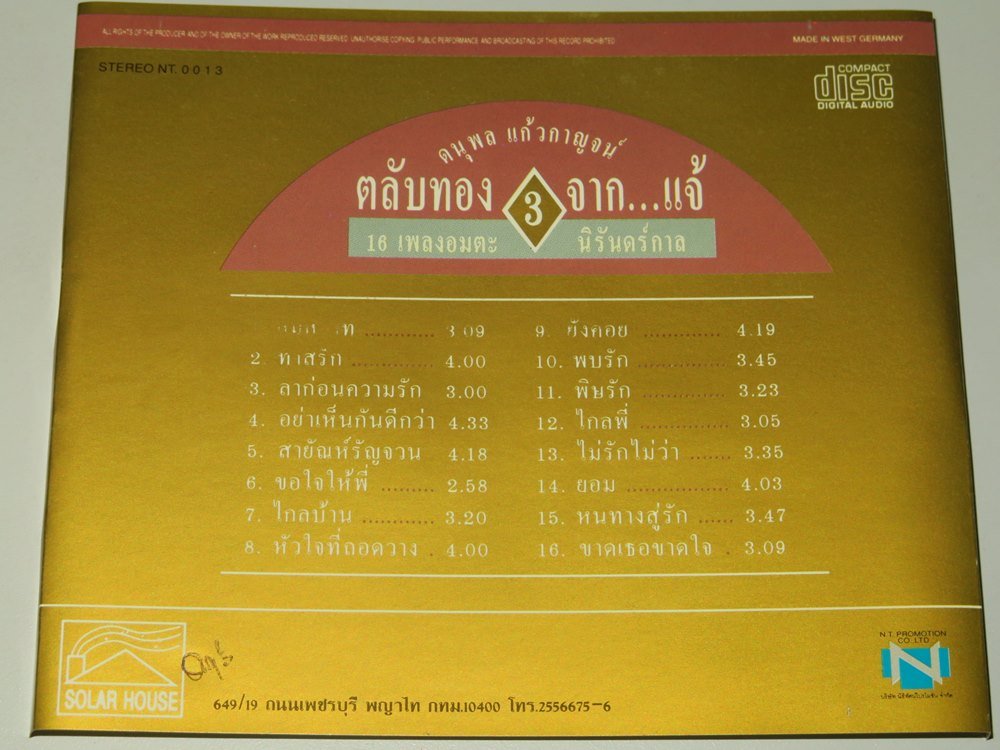 ALL RIGHTS OF THE PRODUCER AND OF THE OWNER OF THE WORK REPRODUCED RESERVED. UNAUTHORISE COPYING, PUBLIC PERFORMANCE AND BROADCASTING OF THIS RECORD PROHIBITED
MADE IN WEST GERMANY
STEREO NT. 0013
COMPACT
disc
DIGITAL AUDIO
ดนุพล แก้วกาญจน์
ตลับทอง 3 จาก...แจ้
16 เพลงอมตะ นิรันดร์กาล
3.09
2. ทาสรัก 4.00
3. ลาก่อนความรัก 3.00
4. อย่าเห็นกันดีกว่า 4.33
5. สายัณห์รัญจวน 4.18
6. ขอใจให้พี่ 2.58
7. ไกลบ้าน 3.20
8. หัวใจที่ถอดวาง 4.00
9. ยังคอย 4.19
10. พบรัก 3.45
11. พิษรัก 3.23
12. ไกลพี่ 3.05
13. ไม่รักไม่ว่า 3.35
14. ยอม 4.03
15. หนทางสู่รัก 3.47
16. ขาดเธอขาดใจ 3.09
SOLAR HOUSE
649/19 ถนนเพชรบุรี พญาไท กทม.10400 โทร.2556675-6
N.T. PROMOTION
CO.,LTD
N